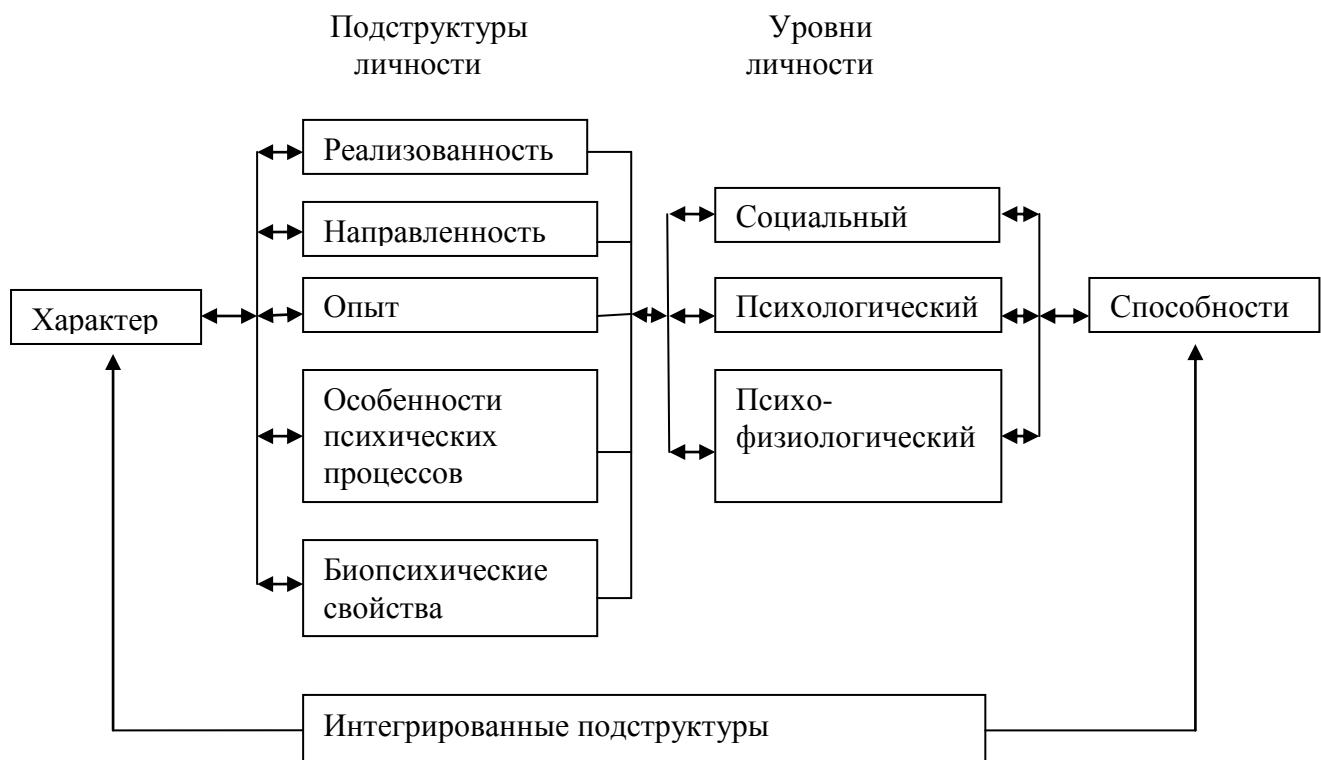 Подструктуры
личности
Уровни
личности
Реализованность
Направленность
Опыт
Особенности
психических
процессов
Биопсихические
свойства
Социальный
Психологический
Психо-
физиологический
Характер
Способности
Интегрированные подструктуры